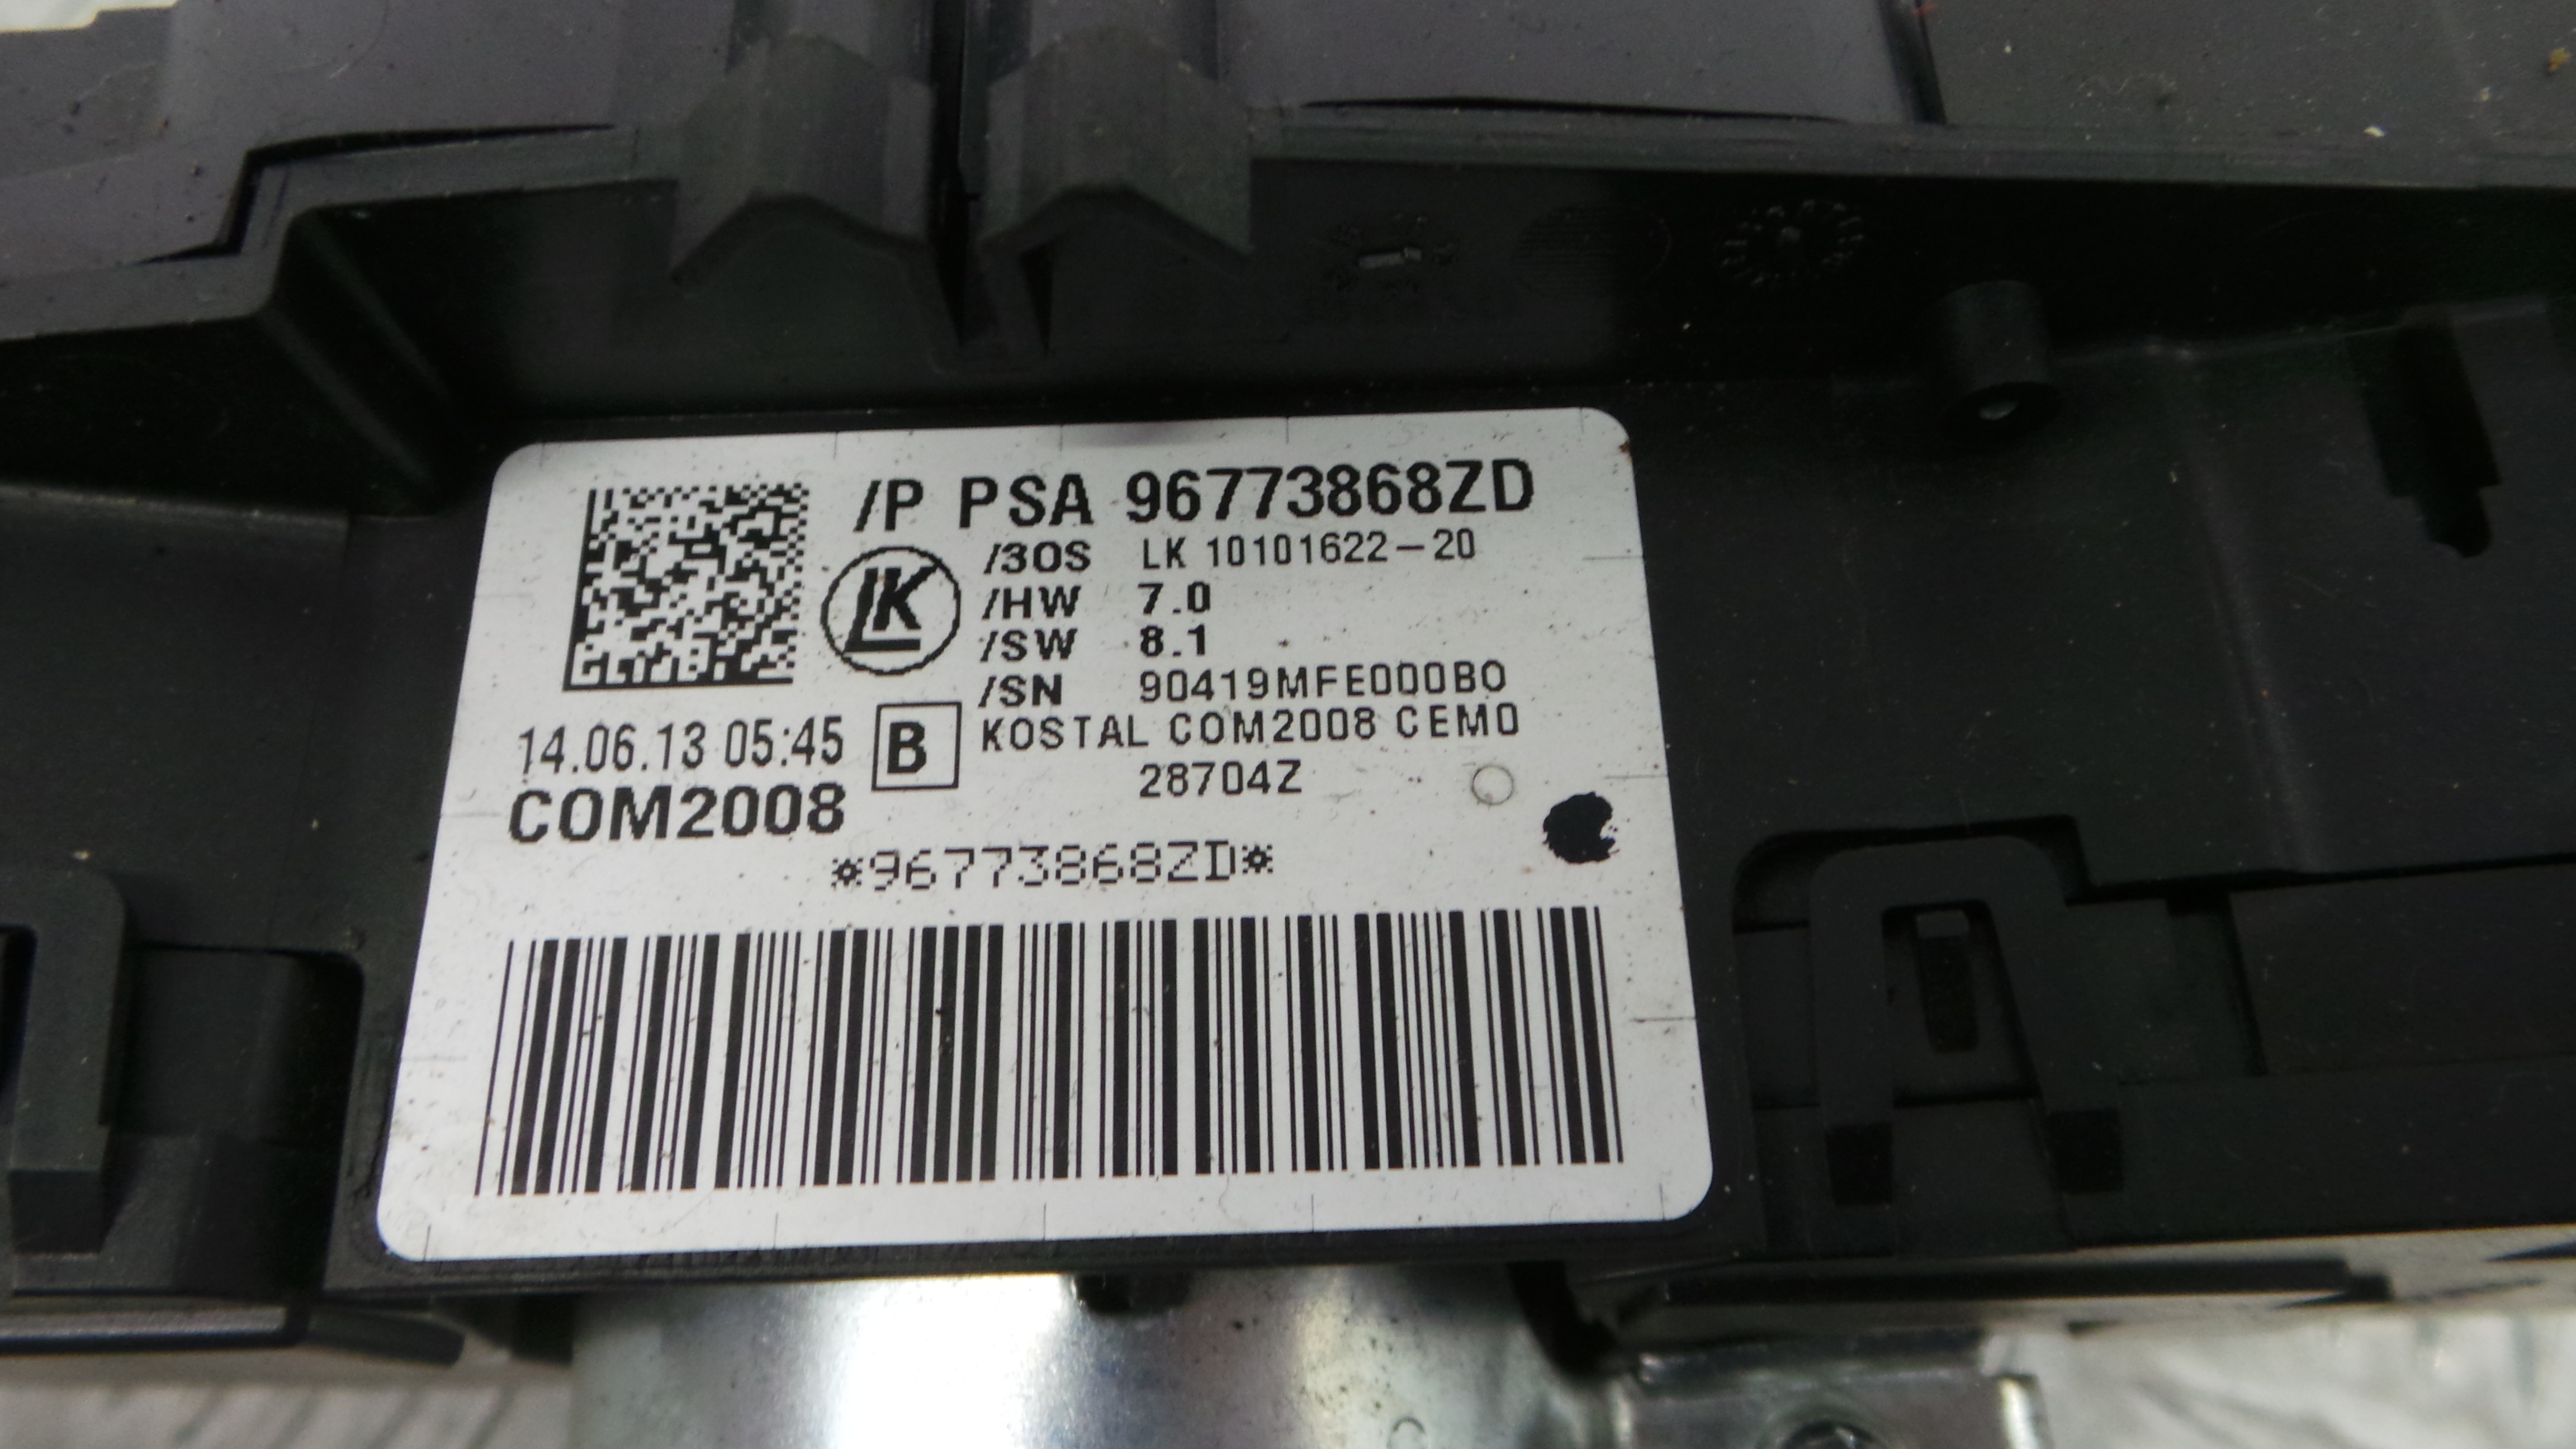 /P PSA 96773868ZD
/3OS LK 10101622-20
LK
/HW 7.0
/SW 8.1
/SN 90419MFE000B0
14.06.13 05:45 B KOSTAL COM2008 CEM0
28704Z
COM2008
*96773868ZD*